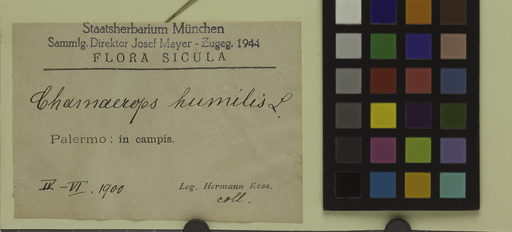 Staatsherbarium München
Sammlg. Direktor Josef Mayer - Zugeg. 1944
FLORA SICULA
Chamaerops humilis L.
Palermo: in campis.
IV-VI. 1900
Leg. Hermann Ross.
coll.